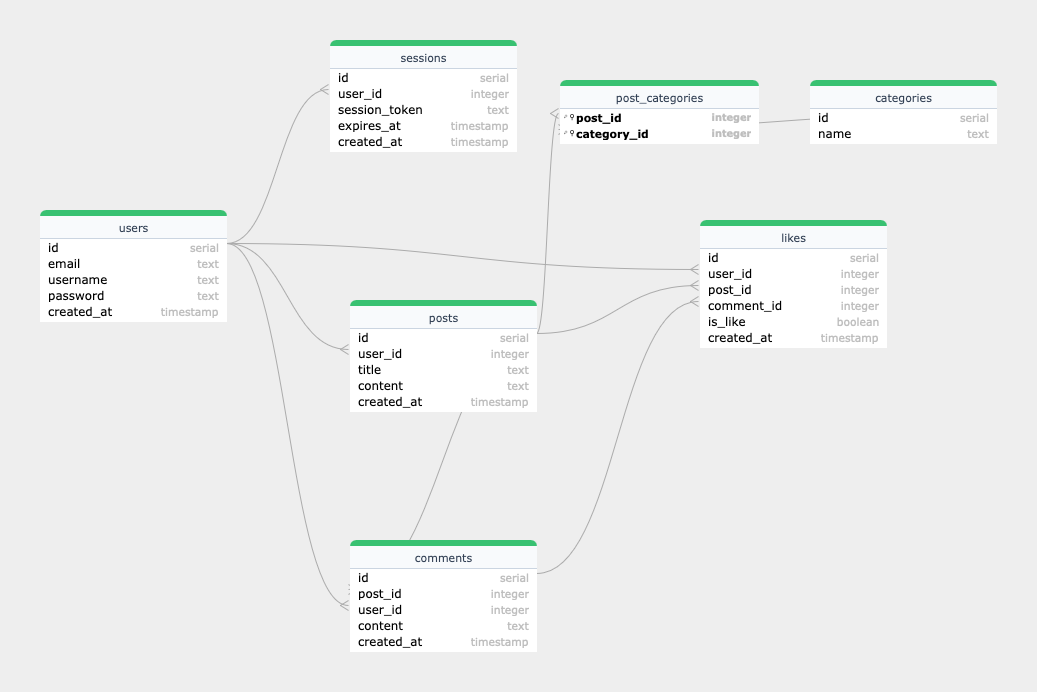 sessions
id serial
user_id integer
session_token text
expires_at timestamp
created_at timestamp
post_categories
post_id integer
category_id integer
categories
id serial
name text
users
id serial
email text
username text
password text
created_at timestamp
likes
id serial
user_id integer
post_id integer
comment_id integer
is_like boolean
created_at timestamp
posts
id serial
user_id integer
title text
content text
created_at timestamp
comments
id serial
post_id integer
user_id integer
content text
created_at timestamp